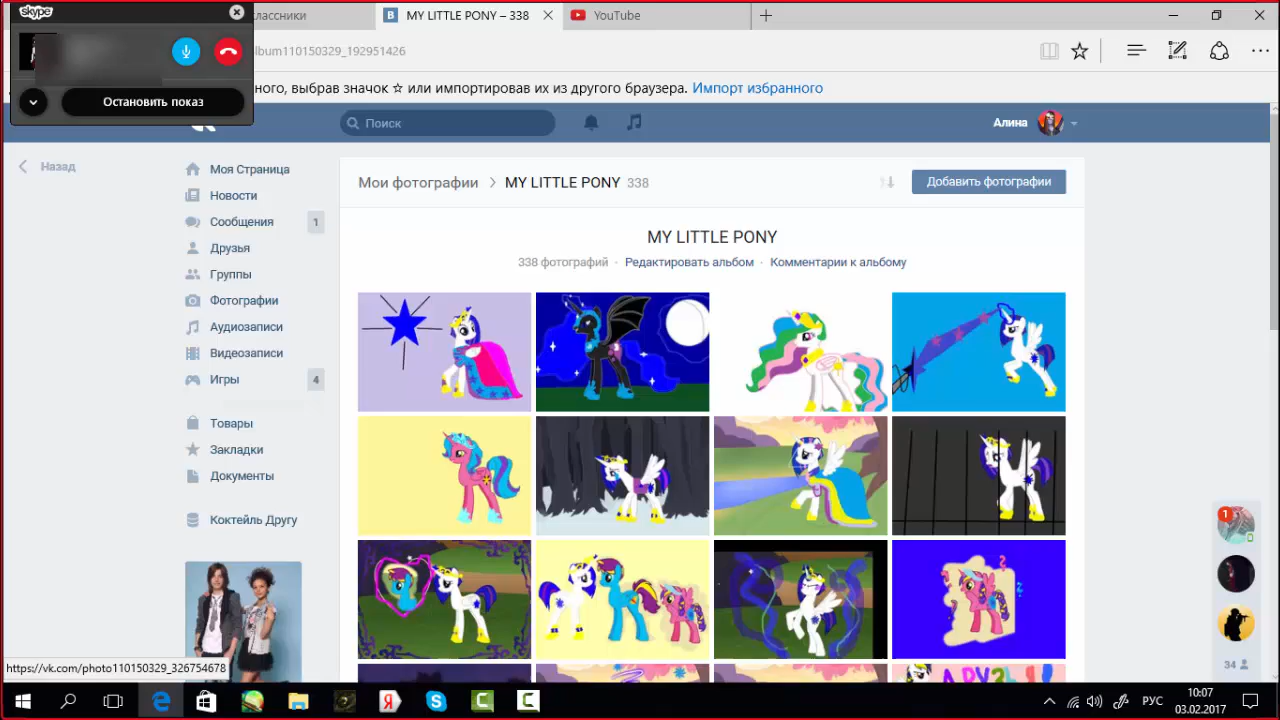 skype
классники
MY LITTLE PONY – 338
YouTube
lbum110150329_192951426
Остановить показ
ного, выбрав значок ☆ или импортировав их из другого браузера. Импорт избранного
Поиск
Алина
Назад
Моя Страница
Новости
Сообщения 1
Друзья
Группы
Фотографии
Аудиозаписи
Видеозаписи
Игры 4
Товары
Закладки
Документы
Коктейль Другу
Мои фотографии > MY LITTLE PONY 338
Добавить фотографии
MY LITTLE PONY
338 фотографий · Редактировать альбом · Комментарии к альбому
1
34
https://vk.com/photo110150329_326754678
РУС
10:07
03.02.2017